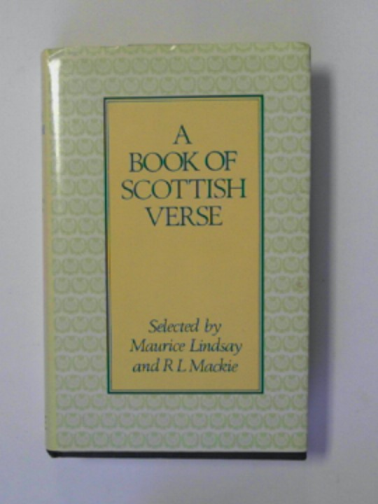 A
BOOK OF
SCOTTISH
VERSE
Selected by
Maurice Lindsay
and R L Mackie